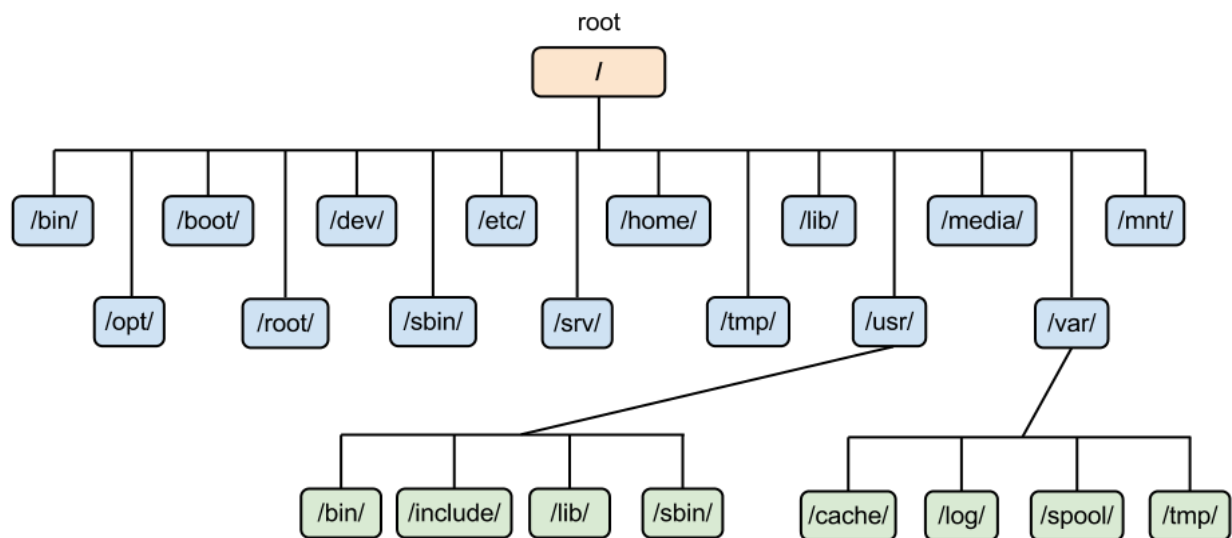 root
/
/bin/
/boot/
/dev/
/etc/
/home/
/lib/
/media/
/mnt/
/opt/
/root/
/sbin/
/srv/
/tmp/
/usr/
/var/
/bin/
/include/
/lib/
/sbin/
/cache/
/log/
/spool/
/tmp/